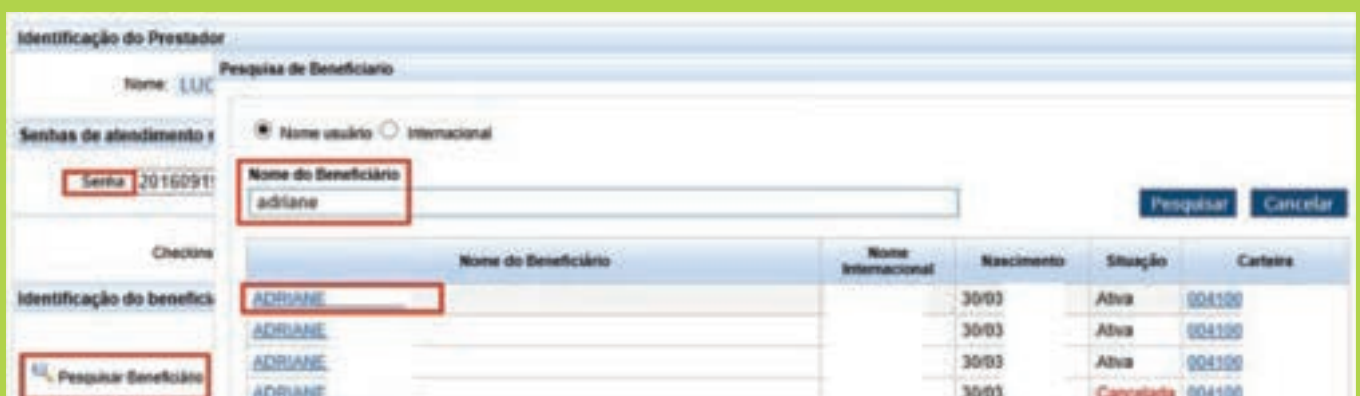 Identificação do Prestador
Nome: LUC
Senhas de atendimento
Senha 2016091
Checkins
Identificação do benefici
Pesquisar Beneficiário
Pesquisa de Beneficiario
Nome usuário Internacional
Nome do Beneficiário
adriane
Pesquisar Cancelar
Nome do Beneficiário Nome Internacional Nascimento Situação Carteira
ADRIANE 30/03 Ativa 004100
ADRIANE 30/03 Ativa 004100
ADRIANE 30/03 Ativa 004100
ADRIANE 30/03 Cancelada 004100